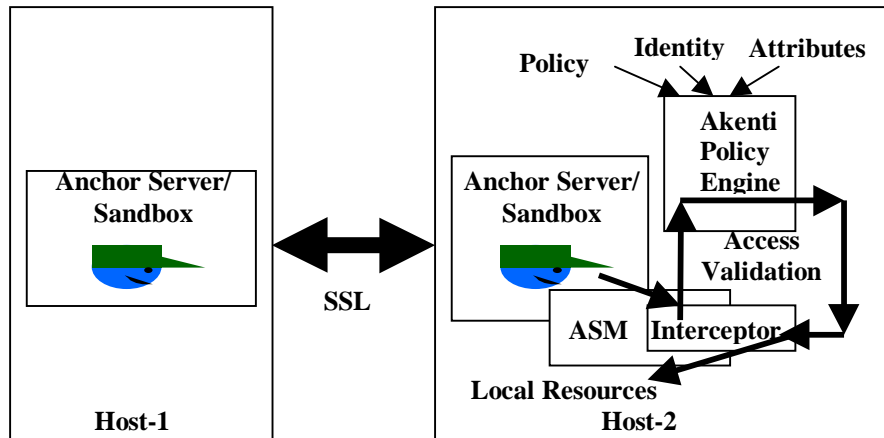 Anchor Server/
Sandbox
Host-1
SSL
Policy
Identity
Attributes
Akenti
Policy
Engine
Anchor Server/
Sandbox
Access
Validation
ASM
Interceptor
Local Resources
Host-2